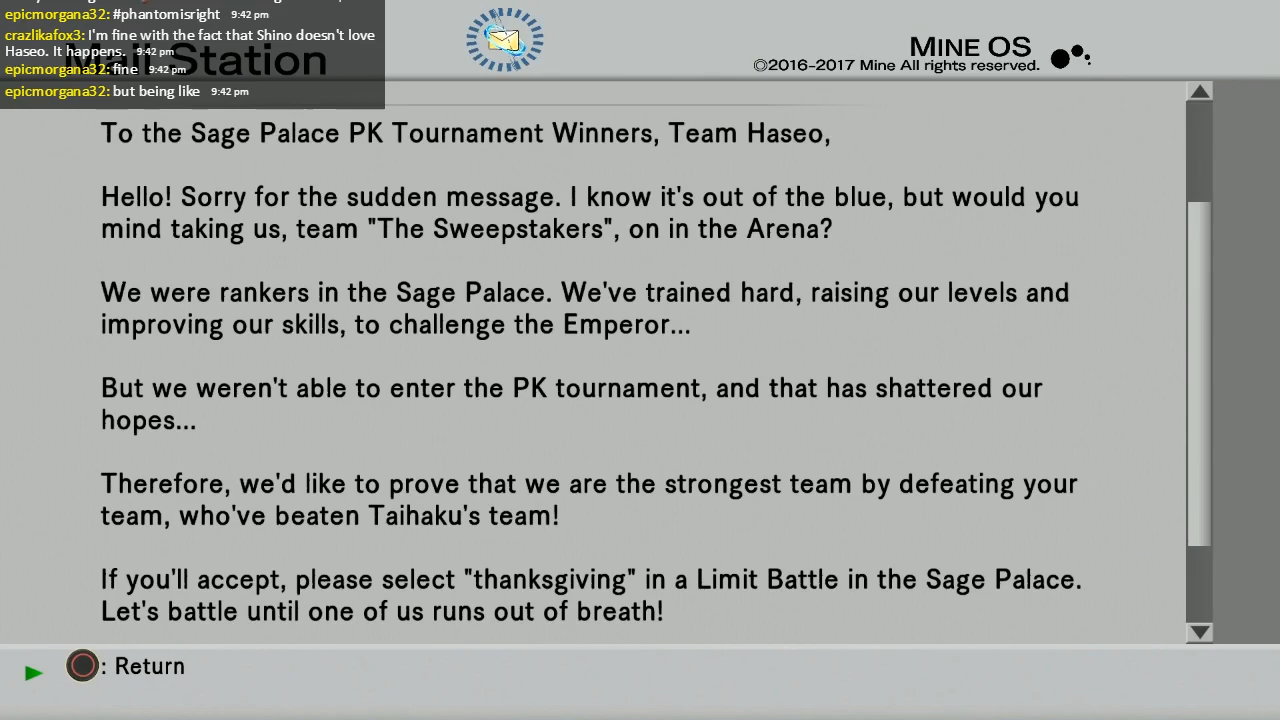 epicmorgana32: #phantomisright 9:42 pm
crazlikafox3: I'm fine with the fact that Shino doesn't love
Haseo. It happens. 9:42 pm
epicmorgana32: fine 9:42 pm
epicmorgana32: but being like 9:42 pm
Mail Station
MINE OS
©2016-2017 Mine All rights reserved.
To the Sage Palace PK Tournament Winners, Team Haseo,
Hello! Sorry for the sudden message. I know it's out of the blue, but would you
mind taking us, team "The Sweepstakers", on in the Arena?
We were rankers in the Sage Palace. We've trained hard, raising our levels and
improving our skills, to challenge the Emperor...
But we weren't able to enter the PK tournament, and that has shattered our
hopes...
Therefore, we'd like to prove that we are the strongest team by defeating your
team, who've beaten Taihaku's team!
If you'll accept, please select "thanksgiving" in a Limit Battle in the Sage Palace.
Let's battle until one of us runs out of breath!
: Return